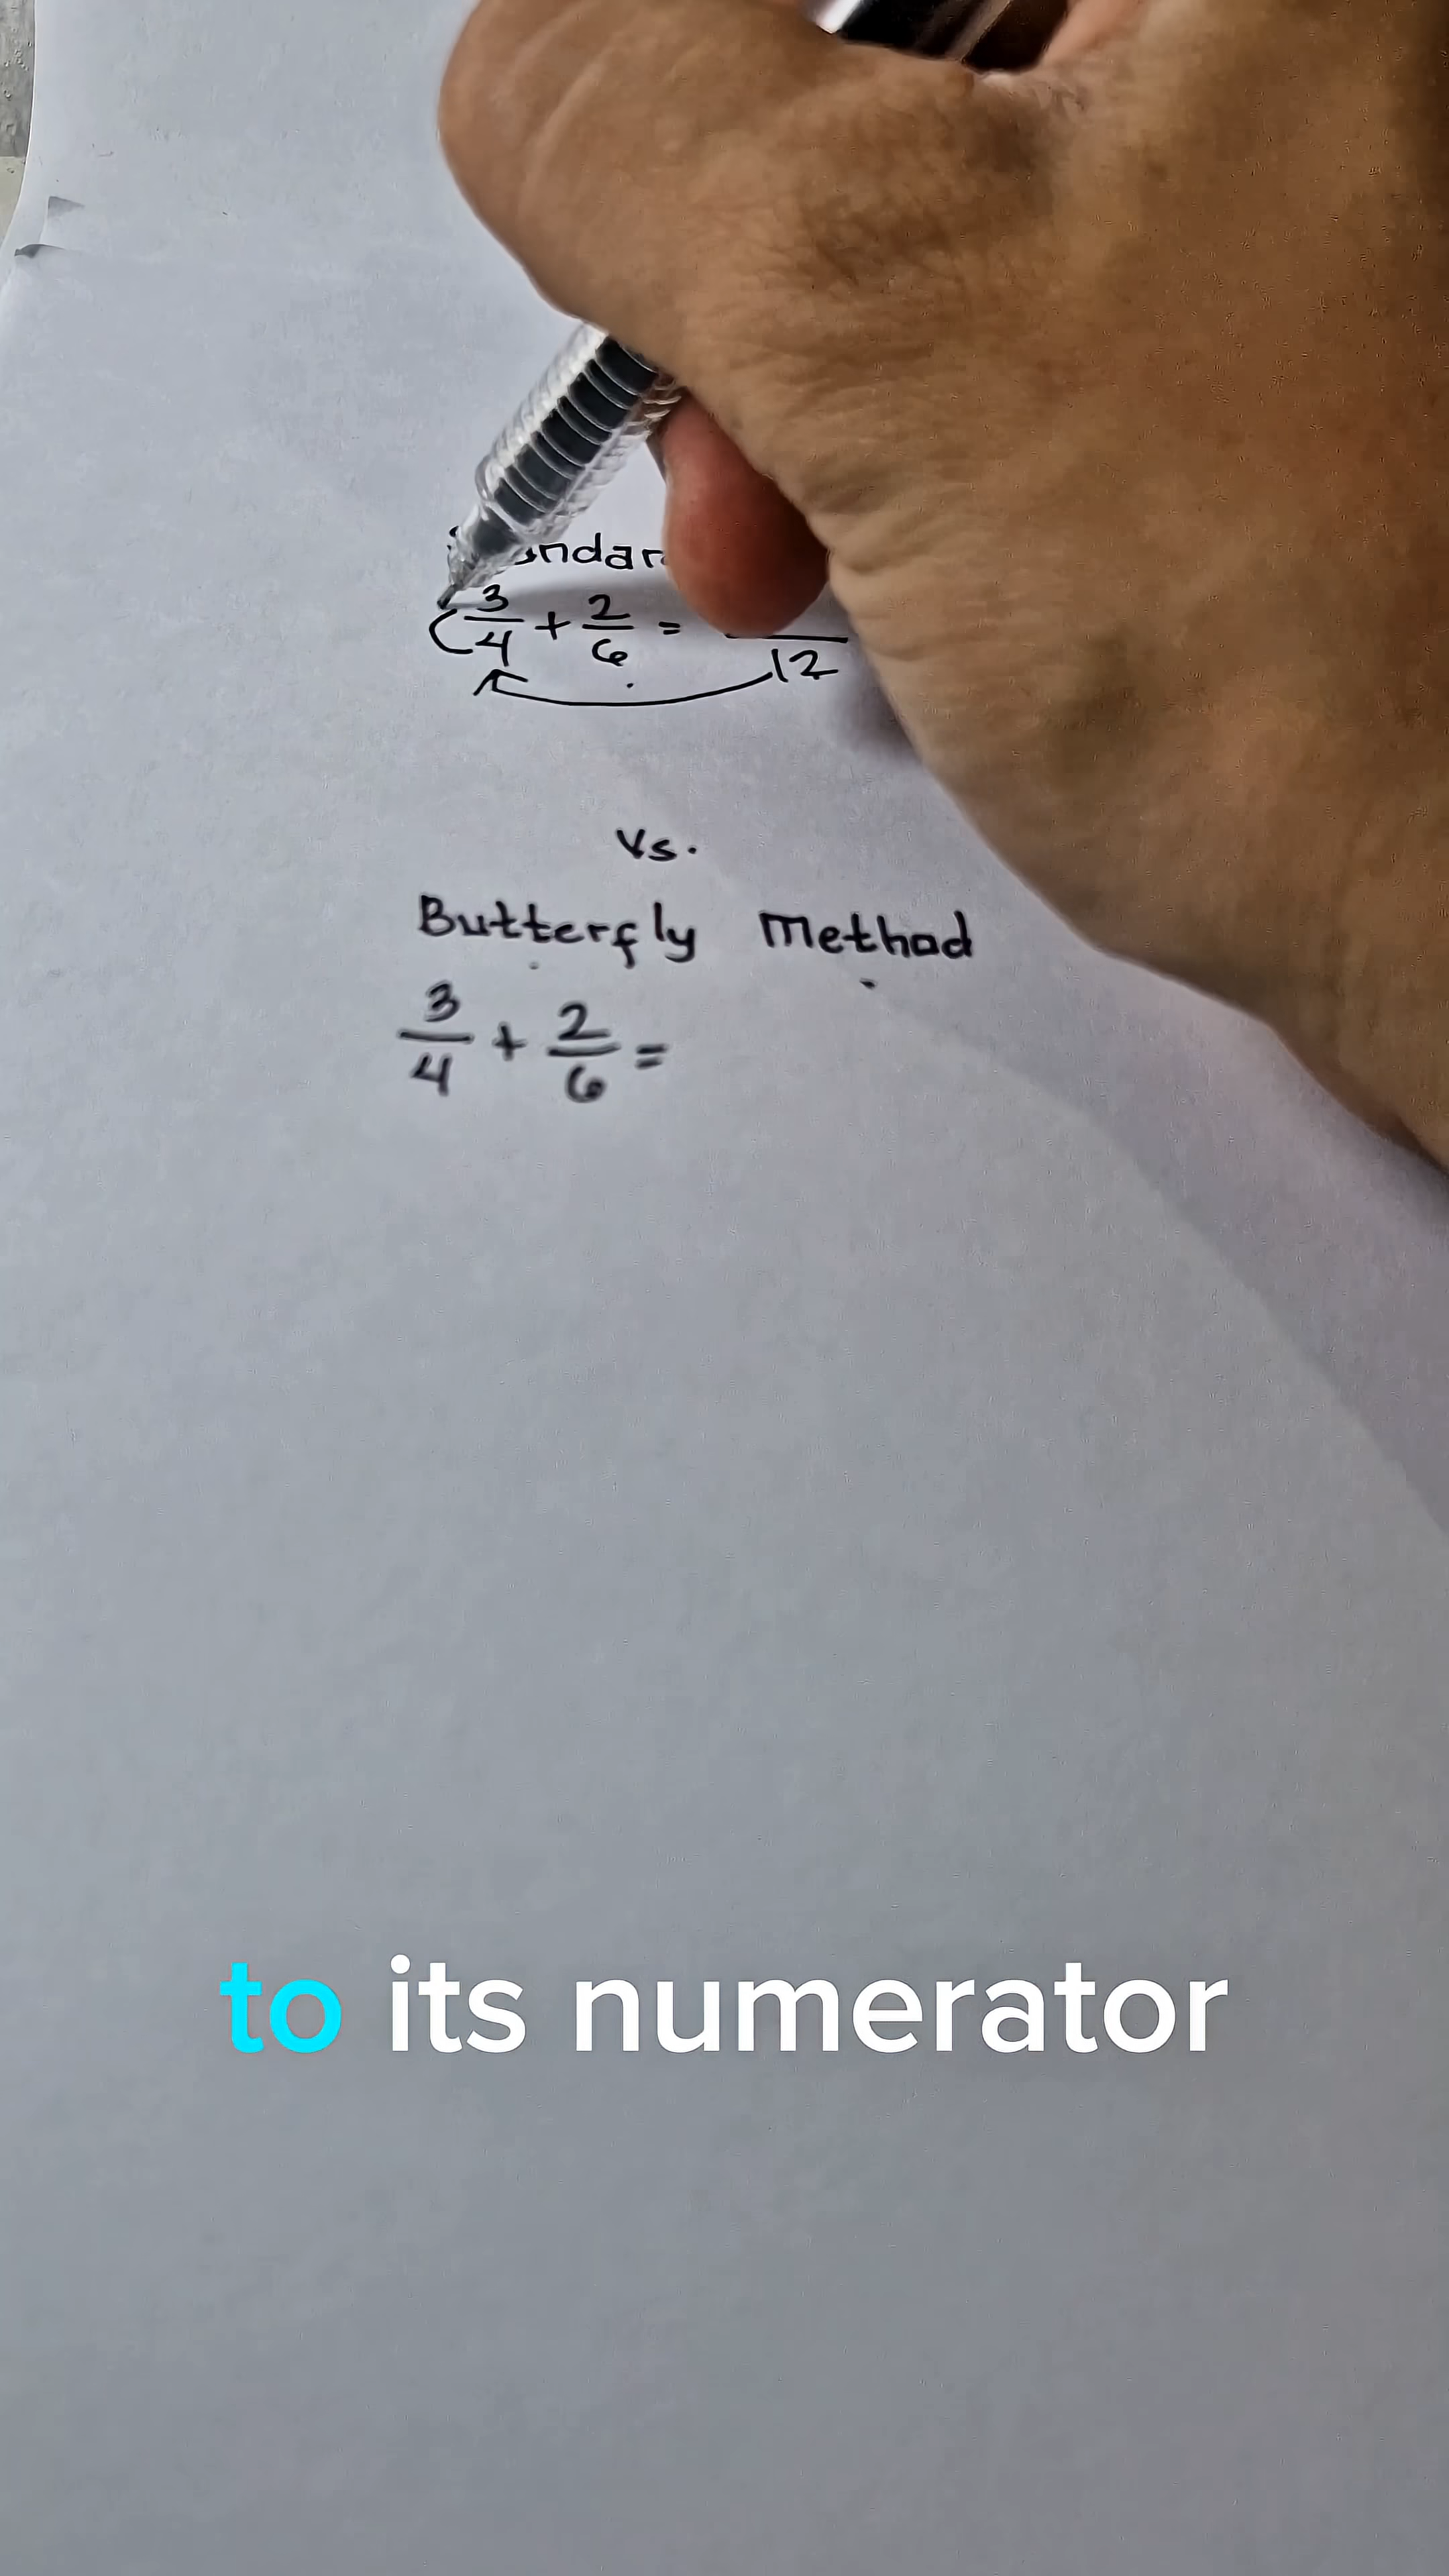 3/4 + 2/6 = /12
Vs.
Butterfly Method
3/4 + 2/6 =
to its numerator